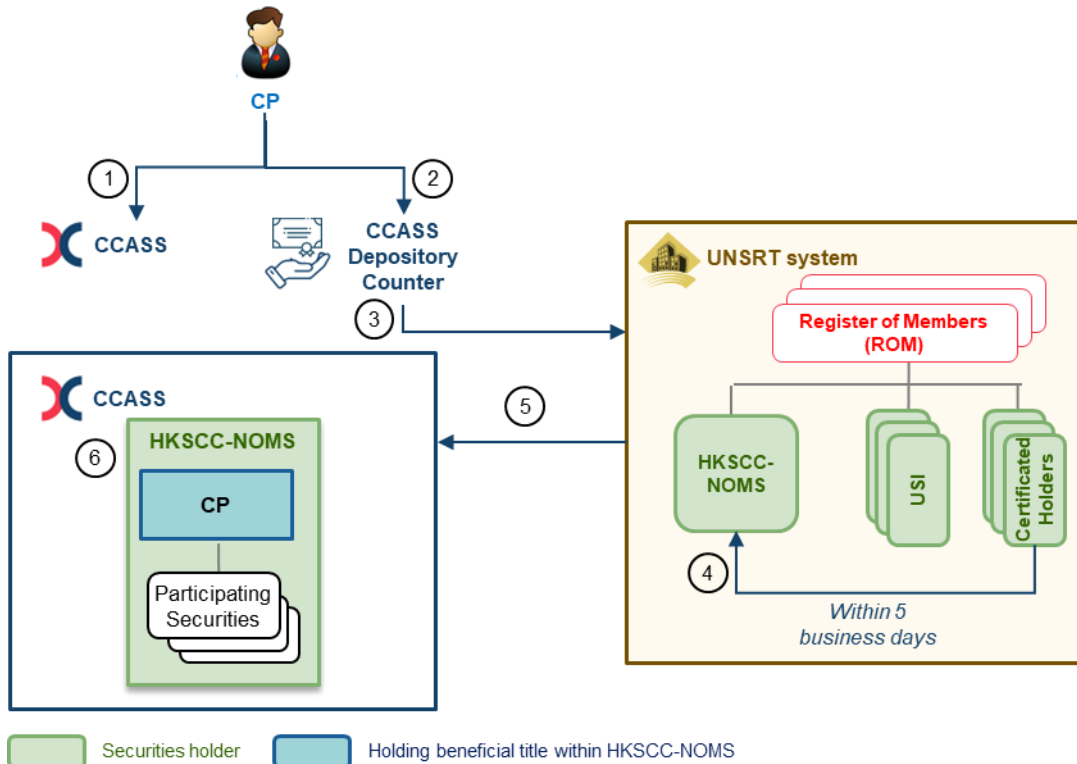 CP
1
2
CCASS
CCASS
Depository
Counter
3
UNSRT system
Register of Members
(ROM)
HKSCC-
NOMS
USI
Certificated
Holders
4
Within 5
business days
5
CCASS
6
HKSCC-NOMS
CP
Participating
Securities
Securities holder
Holding beneficial title within HKSCC-NOMS